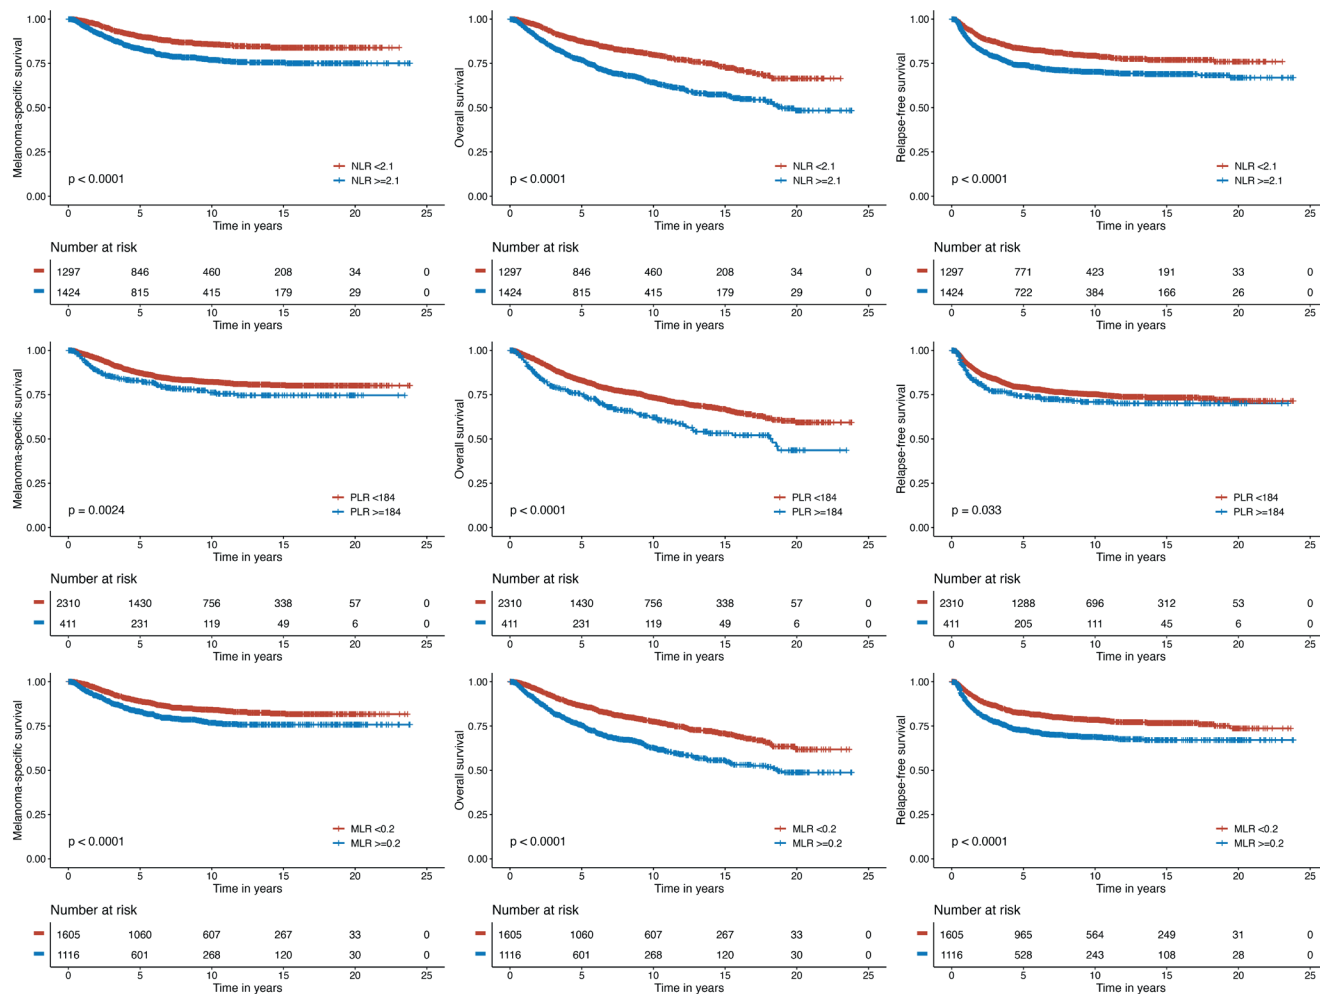 Melanoma-specific survival
1.00
0.75
0.50
0.25
0.00
p < 0.0001
NLR <2.1
NLR >=2.1
0 5 10 15 20 25
Time in years
Number at risk
1297 846 460 208 34 0
1424 815 415 179 29 0
0 5 10 15 20 25
Time in years
Overall survival
1.00
0.75
0.50
0.25
0.00
p < 0.0001
NLR <2.1
NLR >=2.1
0 5 10 15 20 25
Time in years
Number at risk
1297 846 460 208 34 0
1424 815 415 179 29 0
0 5 10 15 20 25
Time in years
Relapse-free survival
1.00
0.75
0.50
0.25
0.00
p < 0.0001
NLR <2.1
NLR >=2.1
0 5 10 15 20 25
Time in years
Number at risk
1297 771 423 191 33 0
1424 722 384 166 26 0
0 5 10 15 20 25
Time in years
Melanoma-specific survival
1.00
0.75
0.50
0.25
0.00
p = 0.0024
PLR <184
PLR >=184
0 5 10 15 20 25
Time in years
Number at risk
2310 1430 756 338 57 0
411 231 119 49 6 0
0 5 10 15 20 25
Time in years
Overall survival
1.00
0.75
0.50
0.25
0.00
p < 0.0001
PLR <184
PLR >=184
0 5 10 15 20 25
Time in years
Number at risk
2310 1430 756 338 57 0
411 231 119 49 6 0
0 5 10 15 20 25
Time in years
Relapse-free survival
1.00
0.75
0.50
0.25
0.00
p = 0.033
PLR <184
PLR >=184
0 5 10 15 20 25
Time in years
Number at risk
2310 1288 696 312 53 0
411 205 111 45 6 0
0 5 10 15 20 25
Time in years
Melanoma-specific survival
1.00
0.75
0.50
0.25
0.00
p < 0.0001
MLR <0.2
MLR >=0.2
0 5 10 15 20 25
Time in years
Number at risk
1605 1060 607 267 33 0
1116 601 268 120 30 0
0 5 10 15 20 25
Time in years
Overall survival
1.00
0.75
0.50
0.25
0.00
p < 0.0001
MLR <0.2
MLR >=0.2
0 5 10 15 20 25
Time in years
Number at risk
1605 1060 607 267 33 0
1116 601 268 120 30 0
0 5 10 15 20 25
Time in years
Relapse-free survival
1.00
0.75
0.50
0.25
0.00
p < 0.0001
MLR <0.2
MLR >=0.2
0 5 10 15 20 25
Time in years
Number at risk
1605 965 564 249 31 0
1116 528 243 108 28 0
0 5 10 15 20 25
Time in years